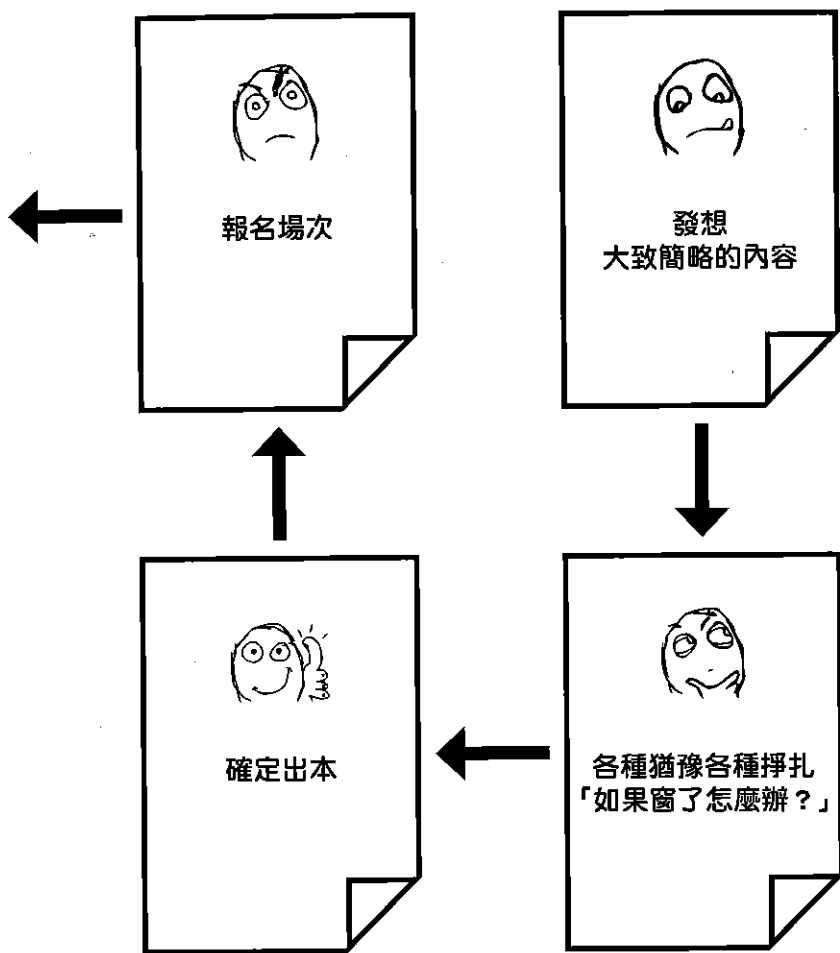 發想
大致簡略的內容
各種猶豫各種掙扎
「如果窗了怎麼辦？」
確定出本
報名場次